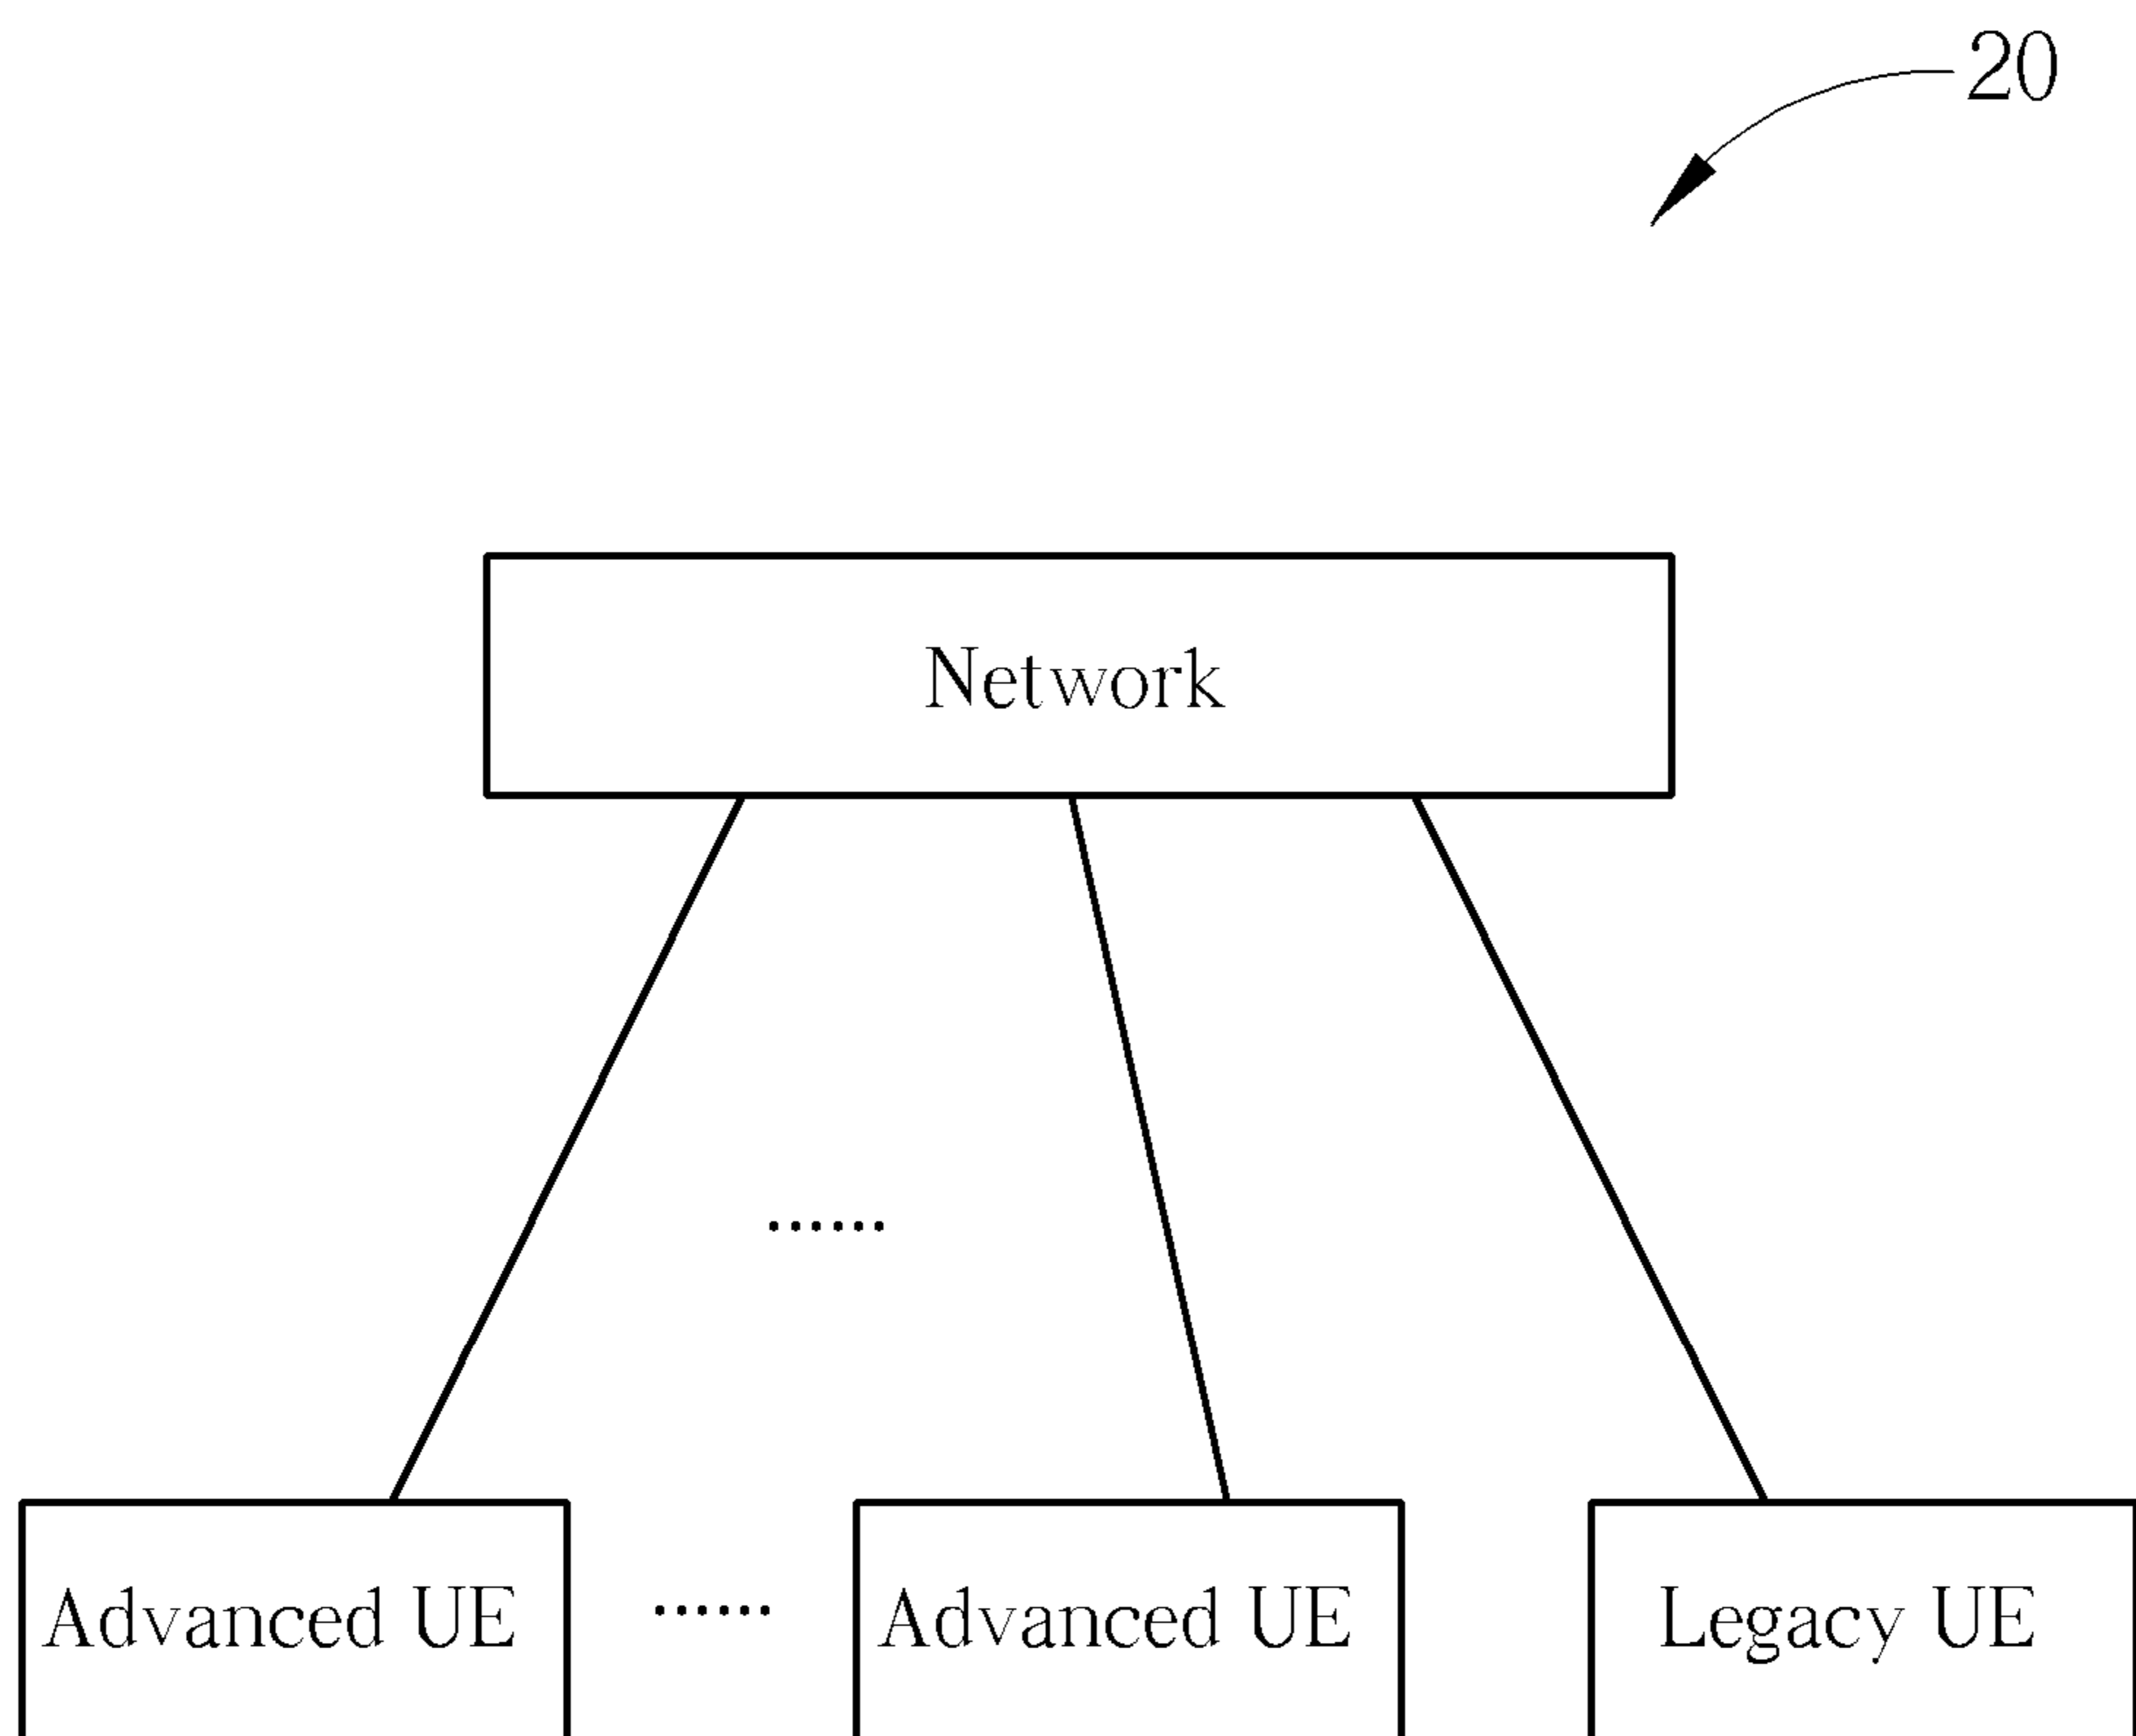 20
Network
......
Advanced UE ...... Advanced UE Legacy UE